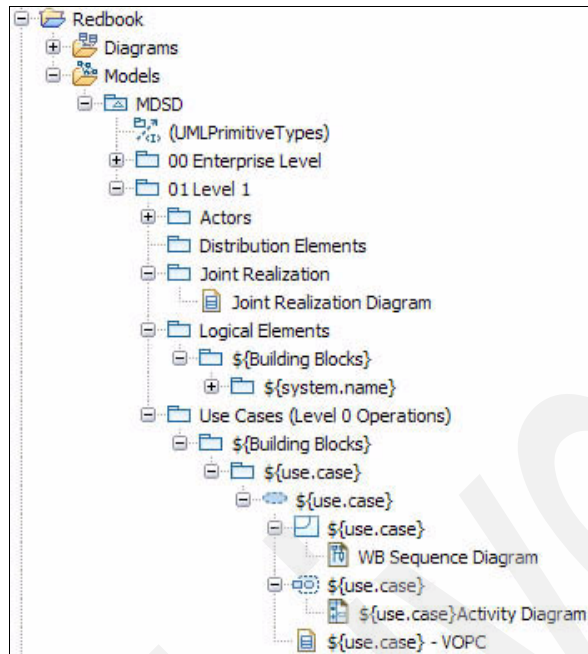 Redbook
Diagrams
Models
MDSD
(UMLPrimitiveTypes)
00 Enterprise Level
01 Level 1
Actors
Distribution Elements
Joint Realization
Joint Realization Diagram
Logical Elements
${Building Blocks}
${system.name}
Use Cases (Level 0 Operations)
${Building Blocks}
${use.case}
${use.case}
${use.case}
WB Sequence Diagram
${use.case}
${use.case}Activity Diagram
${use.case} - VOPC